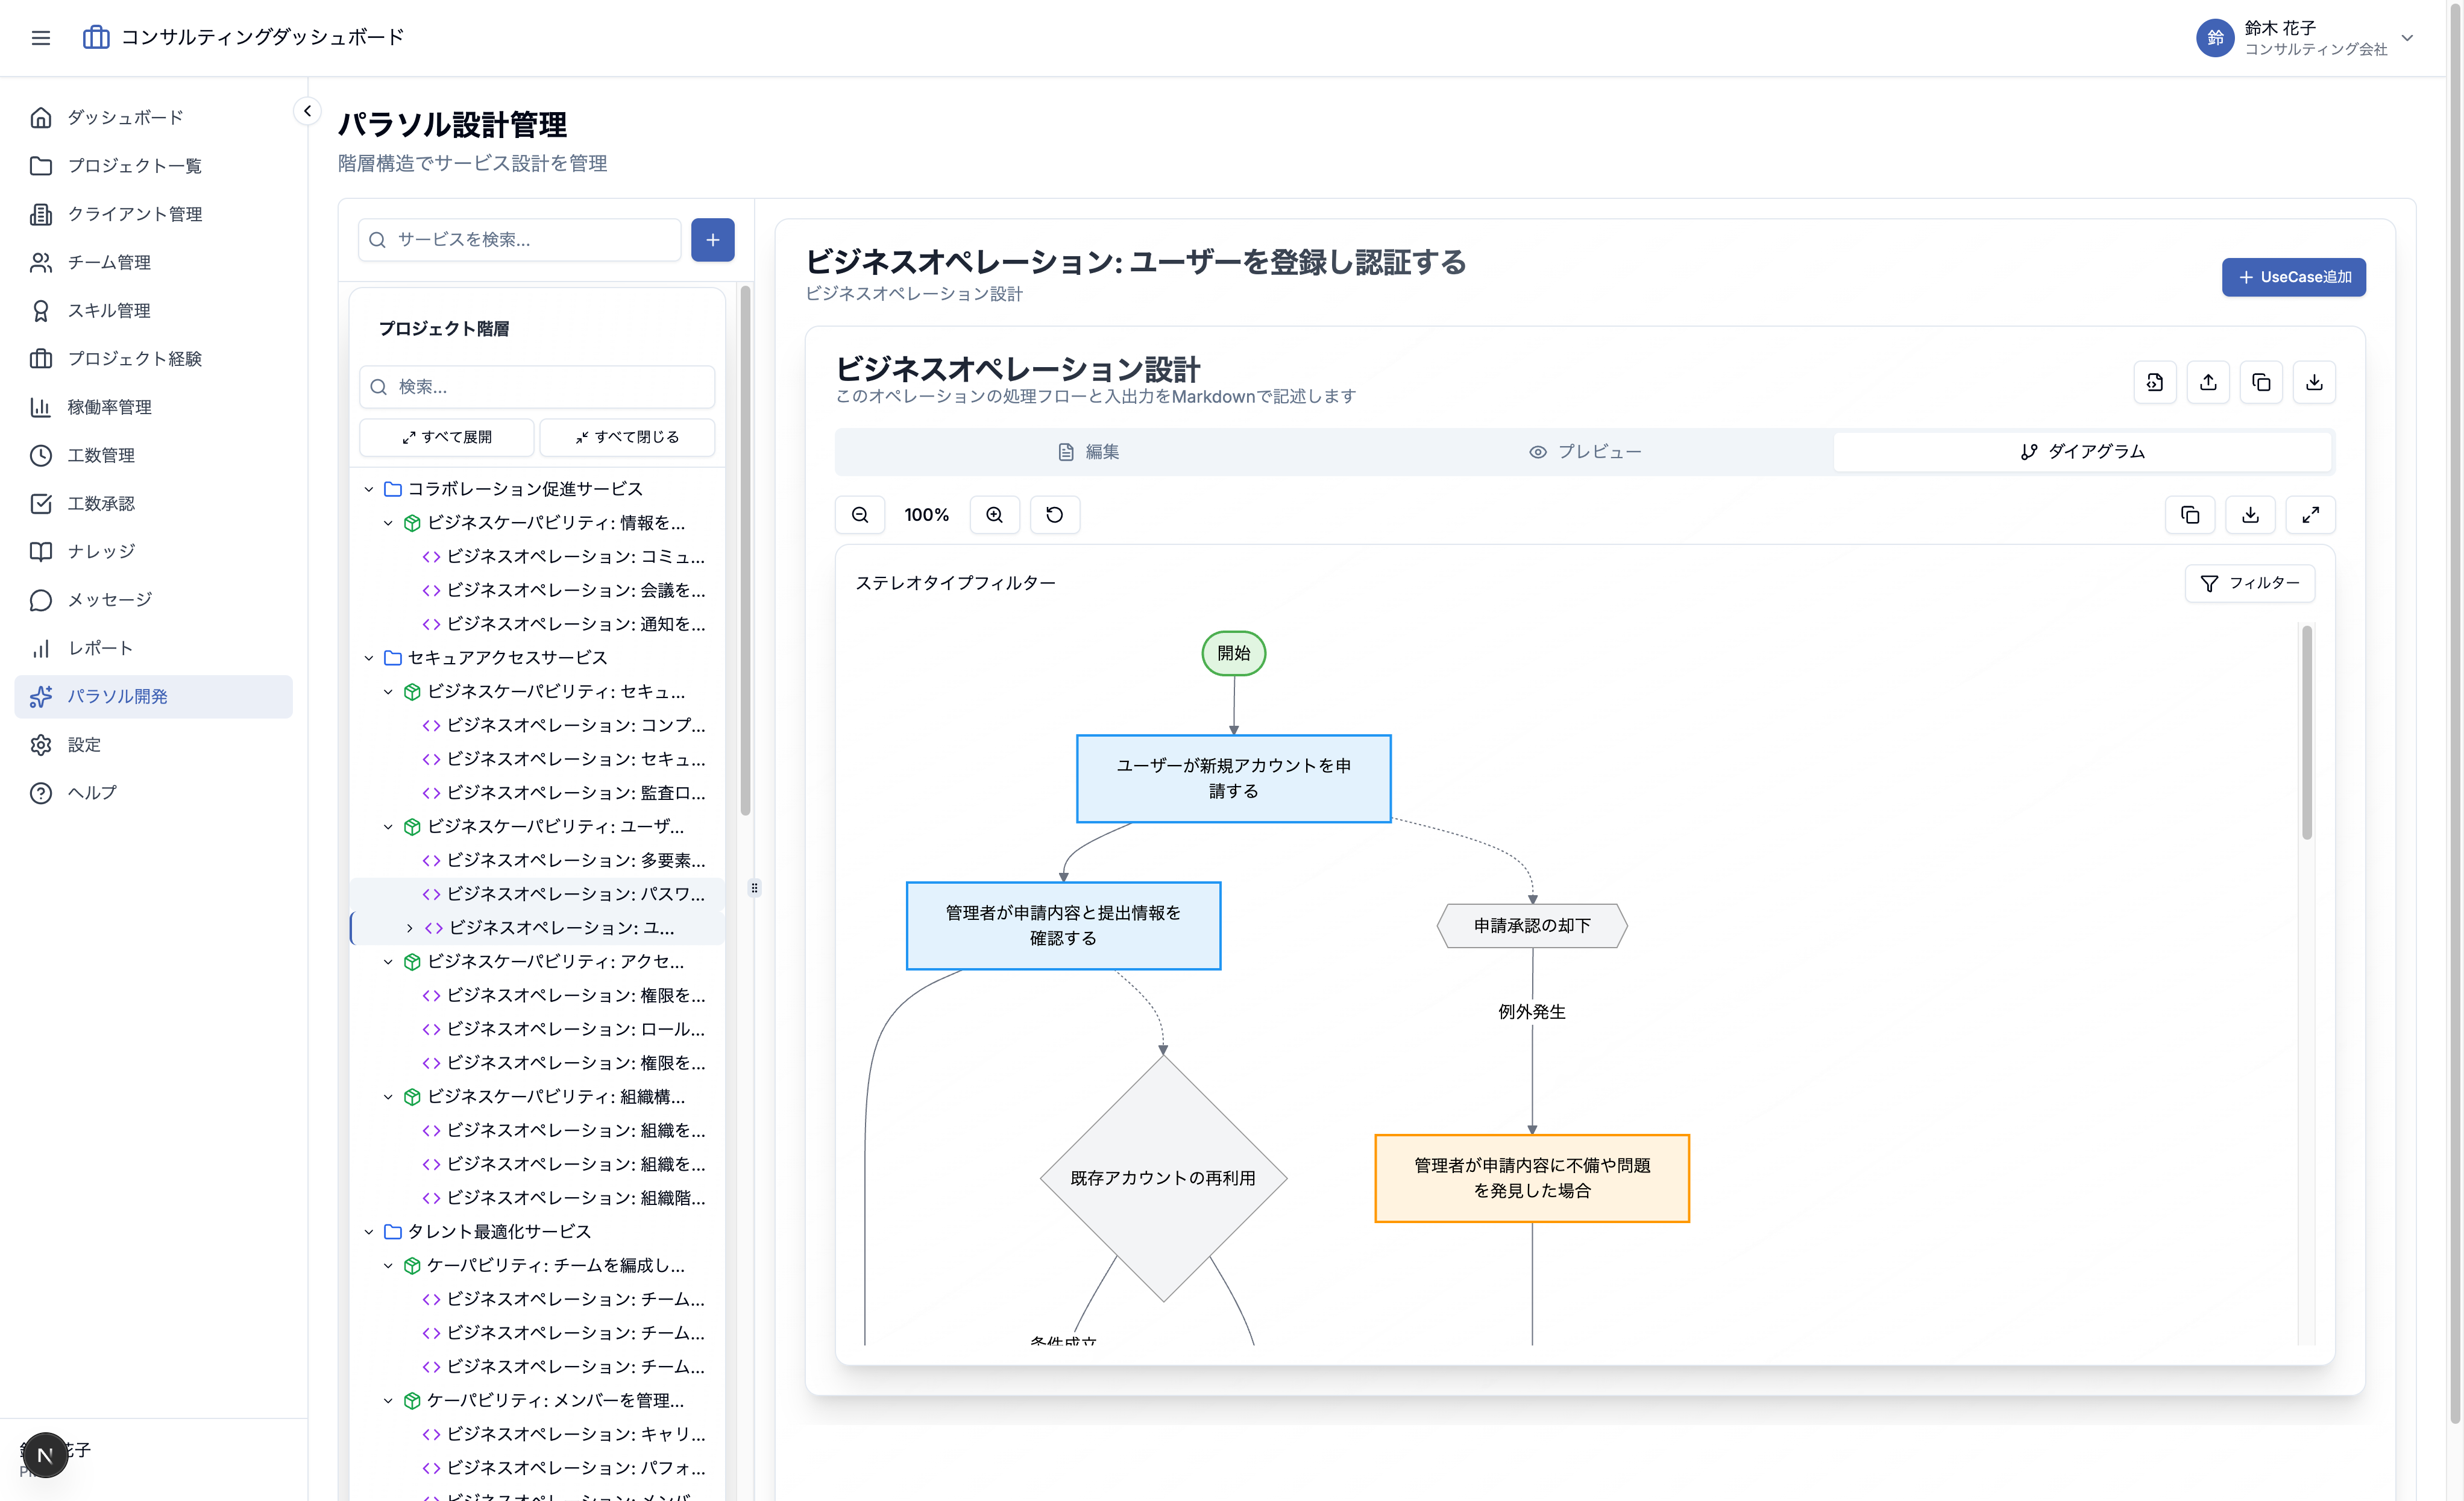 コンサルティングダッシュボード
鈴
鈴木 花子
コンサルティング会社
ダッシュボード
プロジェクト一覧
クライアント管理
チーム管理
スキル管理
プロジェクト経験
稼働率管理
工数管理
工数承認
ナレッジ
メッセージ
レポート
パラソル開発
設定
ヘルプ
花子
N
パラソル設計管理
階層構造でサービス設計を管理
サービスを検索...
プロジェクト階層
検索...
すべて展開
すべて閉じる
コラボレーション促進サービス
ビジネスケーパビリティ: 情報を...
ビジネスオペレーション: コミュ...
ビジネスオペレーション: 会議を...
ビジネスオペレーション: 通知を...
セキュアアクセスサービス
ビジネスケーパビリティ: セキュ...
ビジネスオペレーション: コンプ...
ビジネスオペレーション: セキュ...
ビジネスオペレーション: 監査ロ...
ビジネスケーパビリティ: ユーザ...
ビジネスオペレーション: 多要素...
ビジネスオペレーション: パスワ...
ビジネスオペレーション: ユ...
ビジネスケーパビリティ: アクセ...
ビジネスオペレーション: 権限を...
ビジネスオペレーション: ロール...
ビジネスオペレーション: 権限を...
ビジネスケーパビリティ: 組織構...
ビジネスオペレーション: 組織を...
ビジネスオペレーション: 組織を...
ビジネスオペレーション: 組織階...
タレント最適化サービス
ケーパビリティ: チームを編成し...
ビジネスオペレーション: チーム...
ビジネスオペレーション: チーム...
ビジネスオペレーション: チーム...
ケーパビリティ: メンバーを管理...
ビジネスオペレーション: キャリ...
ビジネスオペレーション: パフォ...
ビジネスオペレーション: ユーザーを登録し認証する
ビジネスオペレーション設計
UseCase追加
ビジネスオペレーション設計
このオペレーションの処理フローと入出力をMarkdownで記述します
編集
プレビュー
ダイアグラム
100%
ステレオタイプフィルター
フィルター
開始
ユーザーが新規アカウントを申
請する
管理者が申請内容と提出情報を
確認する
申請承認の却下
例外発生
既存アカウントの再利用
管理者が申請内容に不備や問題
を発見した場合
条件成立